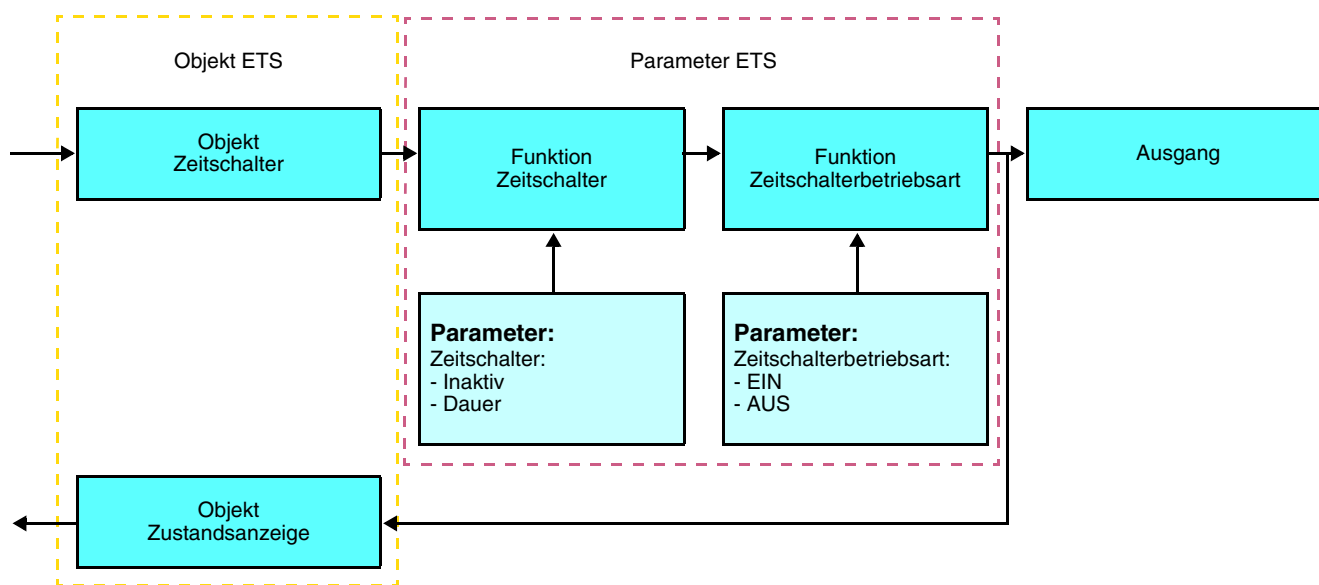 Objekt ETS
Parameter ETS
Objekt
Zeitschalter
Funktion
Zeitschalter
Funktion
Zeitschalterbetriebsart
Ausgang
Parameter:
Zeitschalter:
- Inaktiv
- Dauer
Parameter:
Zeitschalterbetriebsart:
- EIN
- AUS
Objekt
Zustandsanzeige